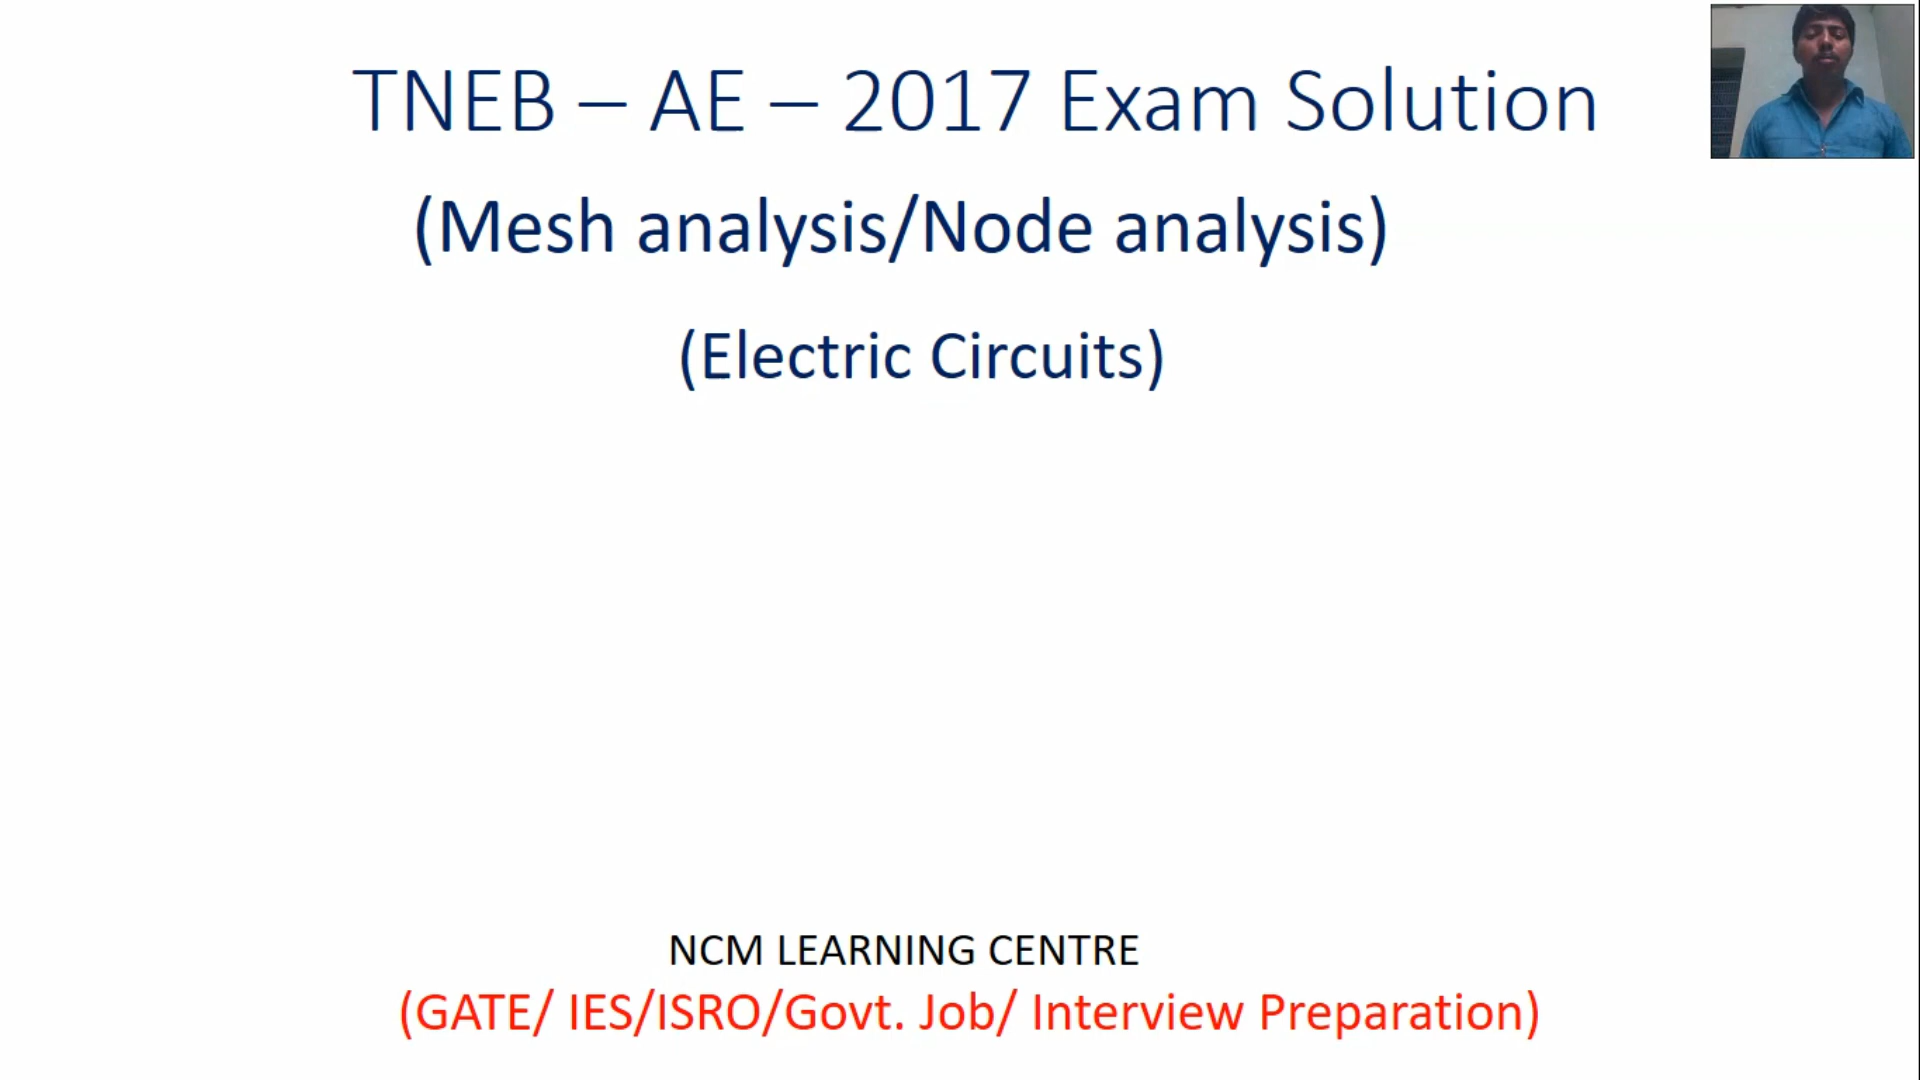 TNEB – AE – 2017 Exam Solution
(Mesh analysis/Node analysis)
(Electric Circuits)
NCM LEARNING CENTRE
(GATE/ IES/ISRO/Govt. Job/ Interview Preparation)